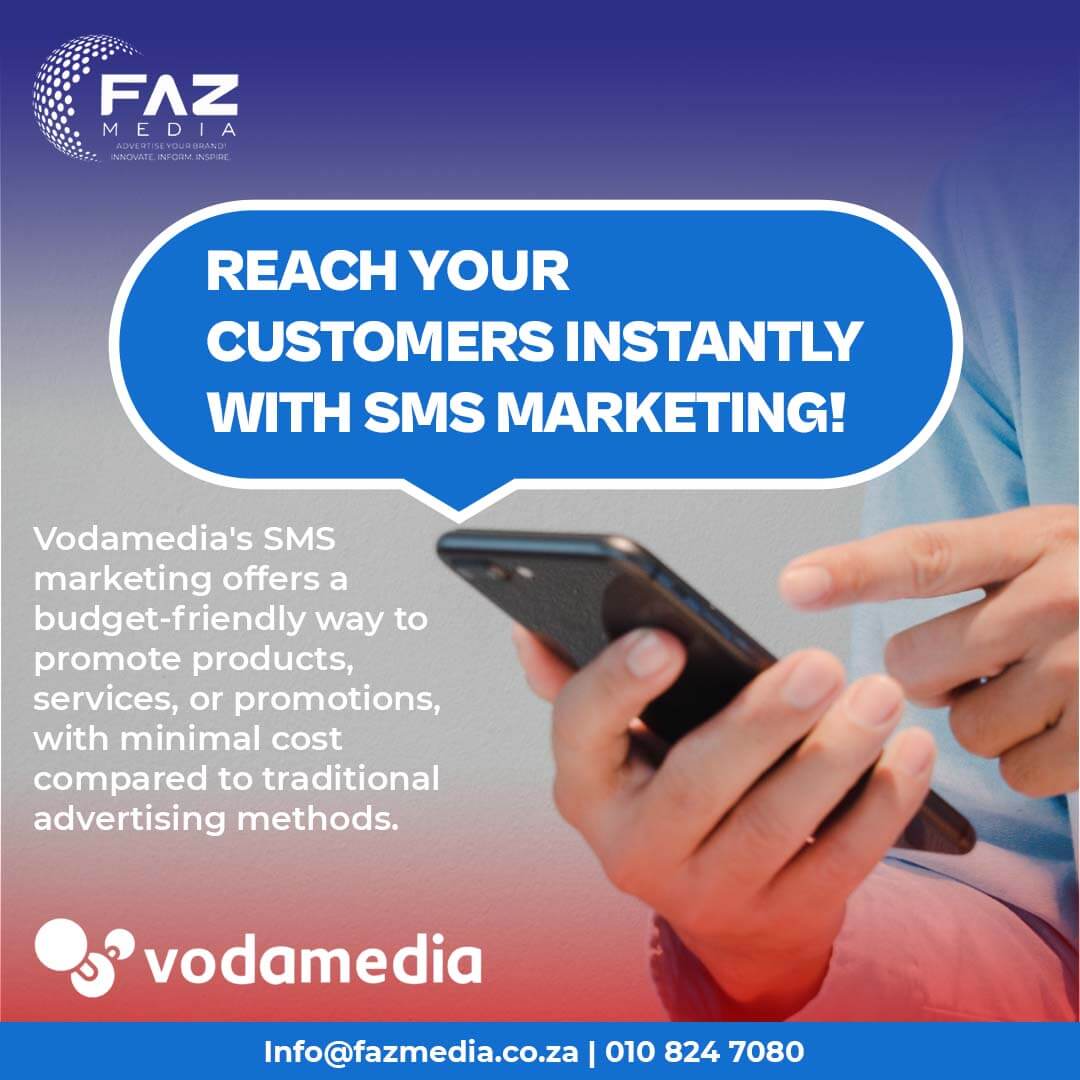 FAZ
MEDIA
ADVERTISE YOUR BRAND!
INNOVATE. INFORM. INSPIRE.
REACH YOUR
CUSTOMERS INSTANTLY
WITH SMS MARKETING!
Vodamedia's SMS
marketing offers a
budget-friendly way to
promote products,
services, or promotions,
with minimal cost
compared to traditional
advertising methods.
vodamedia
Info@fazmedia.co.za | 010 824 7080